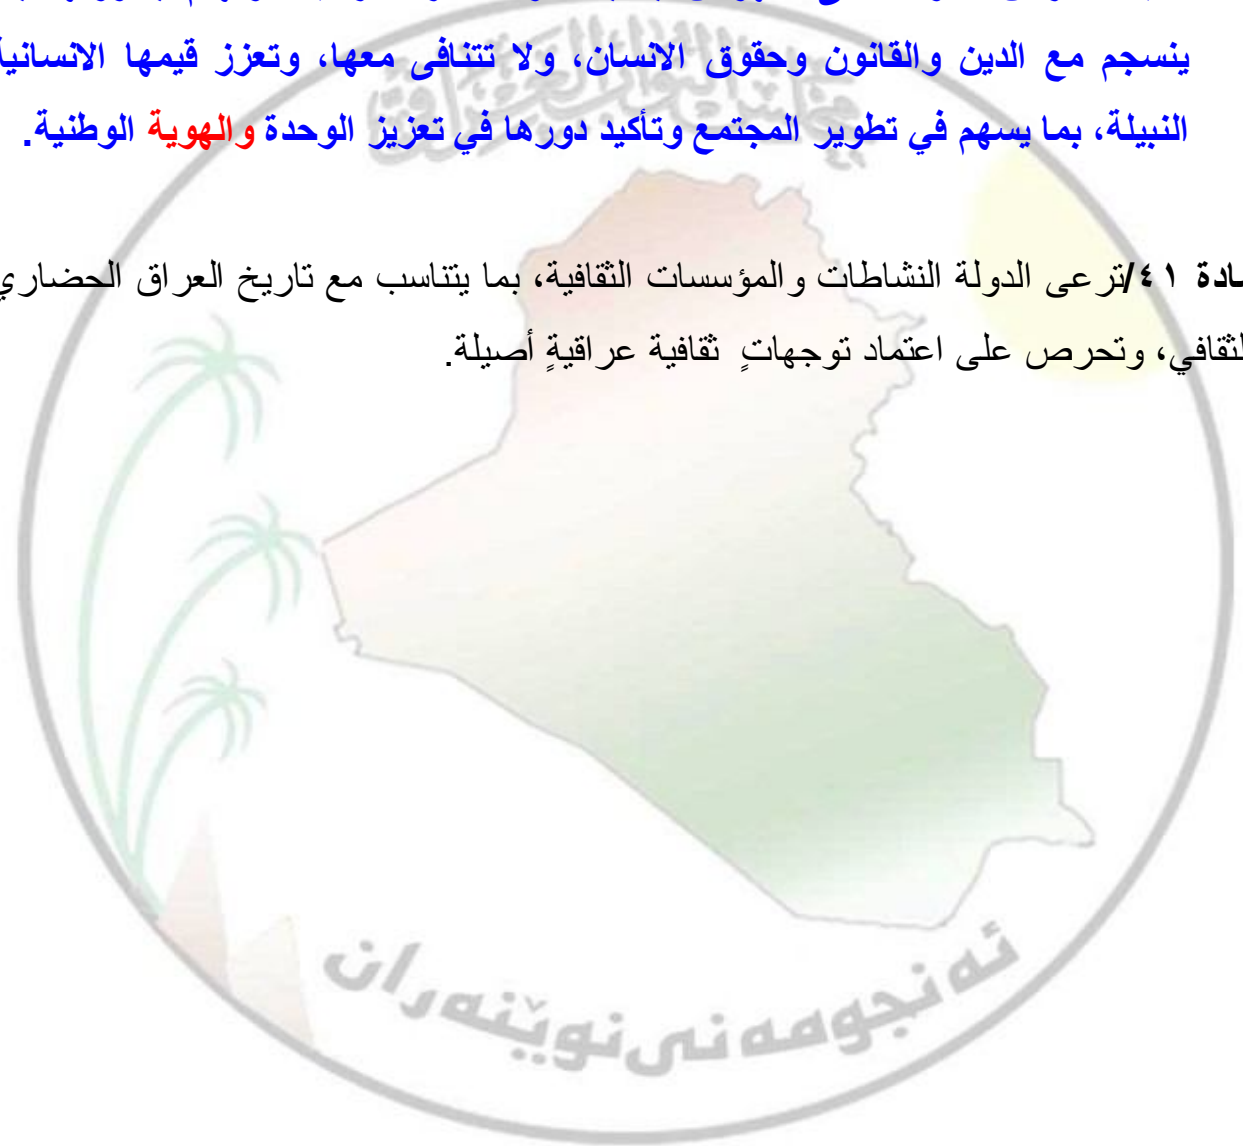 ينسجم مع الدين والقانون وحقوق الانسان، ولا تتنافى معها، وتعزز قيمها الانسانية
النبيلة، بما يسهم في تطوير المجتمع وتأكيد دورها في تعزيز الوحدة والهوية الوطنية.
ـادة ٤١/ترعى الدولة النشاطات والمؤسسات الثقافية، بما يتناسب مع تاريخ العراق الحضاري
لثقافي، وتحرص على اعتماد توجهاتٍ ثقافية عراقيةٍ أصيلة.
ئەنجومەنی نوێنەران